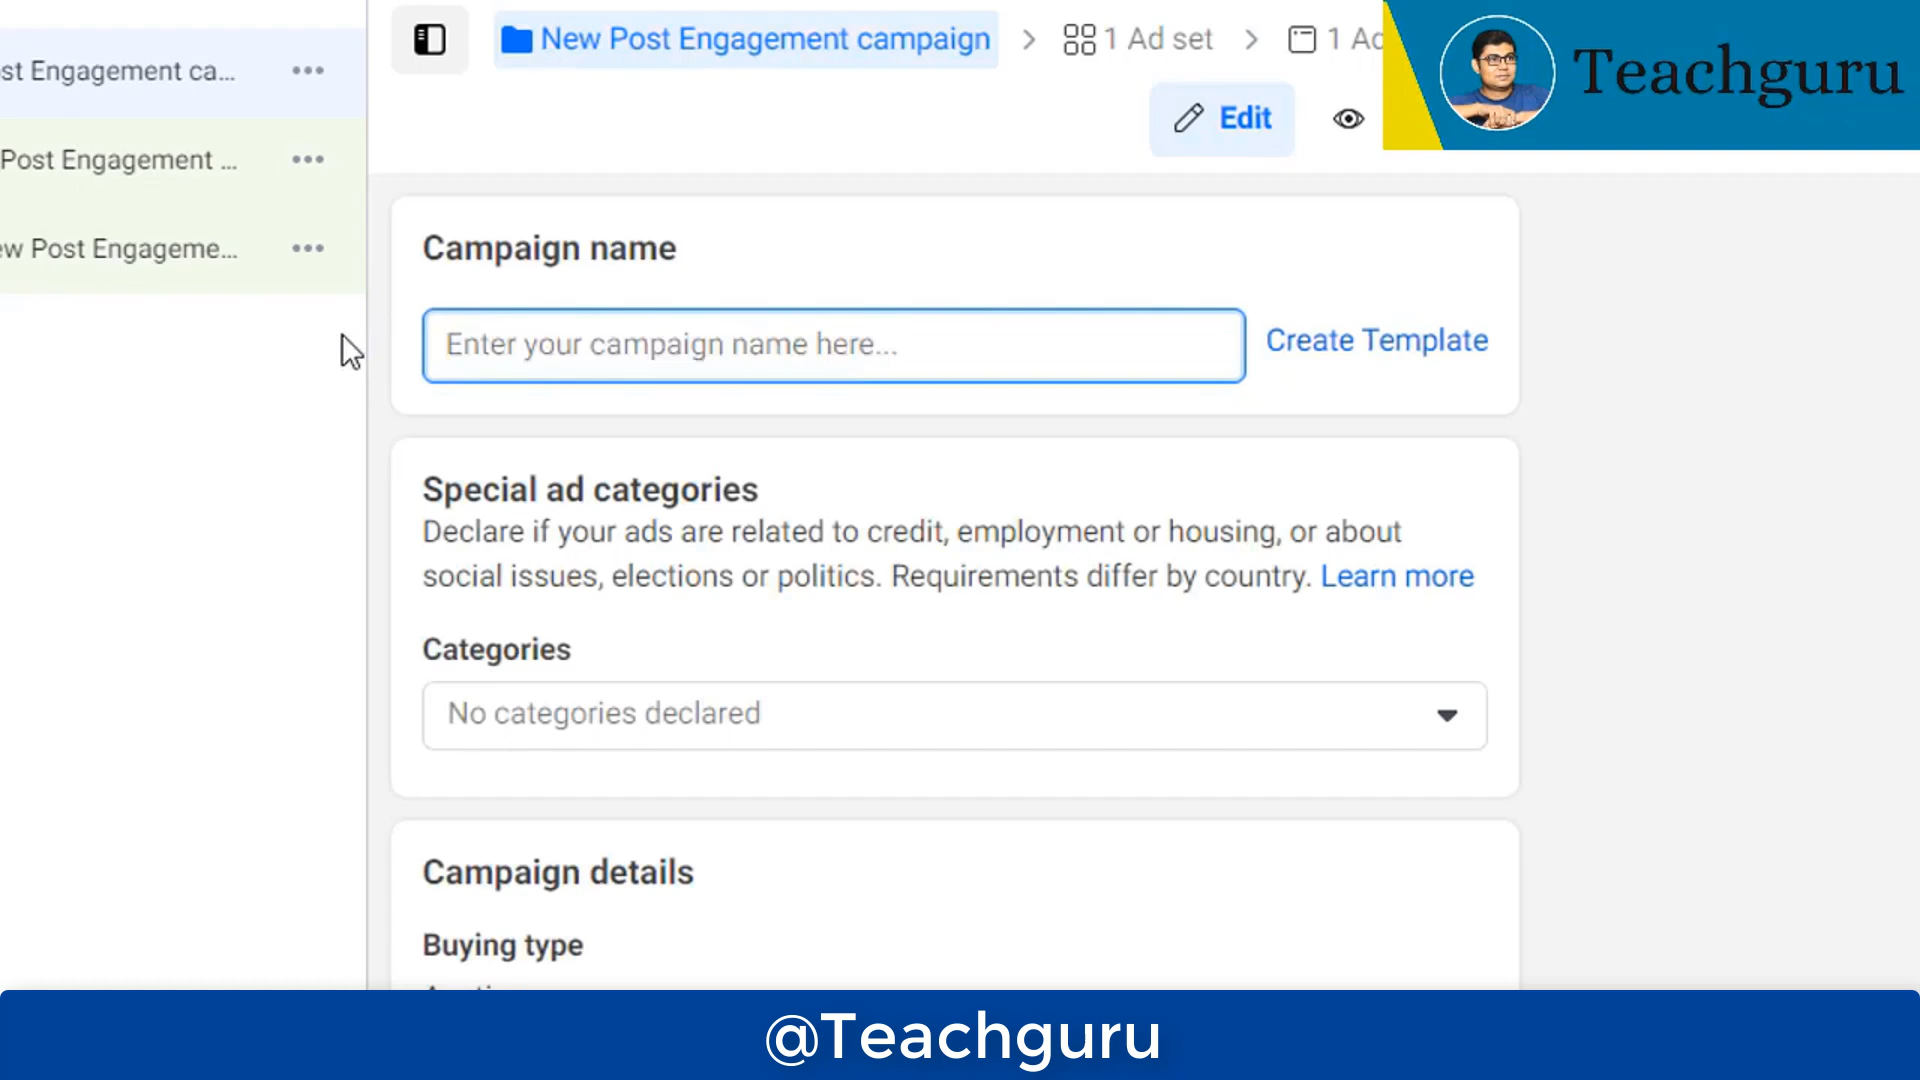 New Post Engagement campaign
1 Ad set
1 Ad
Teachguru
st Engagement ca...
Edit
Post Engagement ...
ew Post Engageme...
Campaign name
Enter your campaign name here...
Create Template
Special ad categories
Declare if your ads are related to credit, employment or housing, or about
social issues, elections or politics. Requirements differ by country. Learn more
Categories
No categories declared
Campaign details
Buying type
@Teachguru